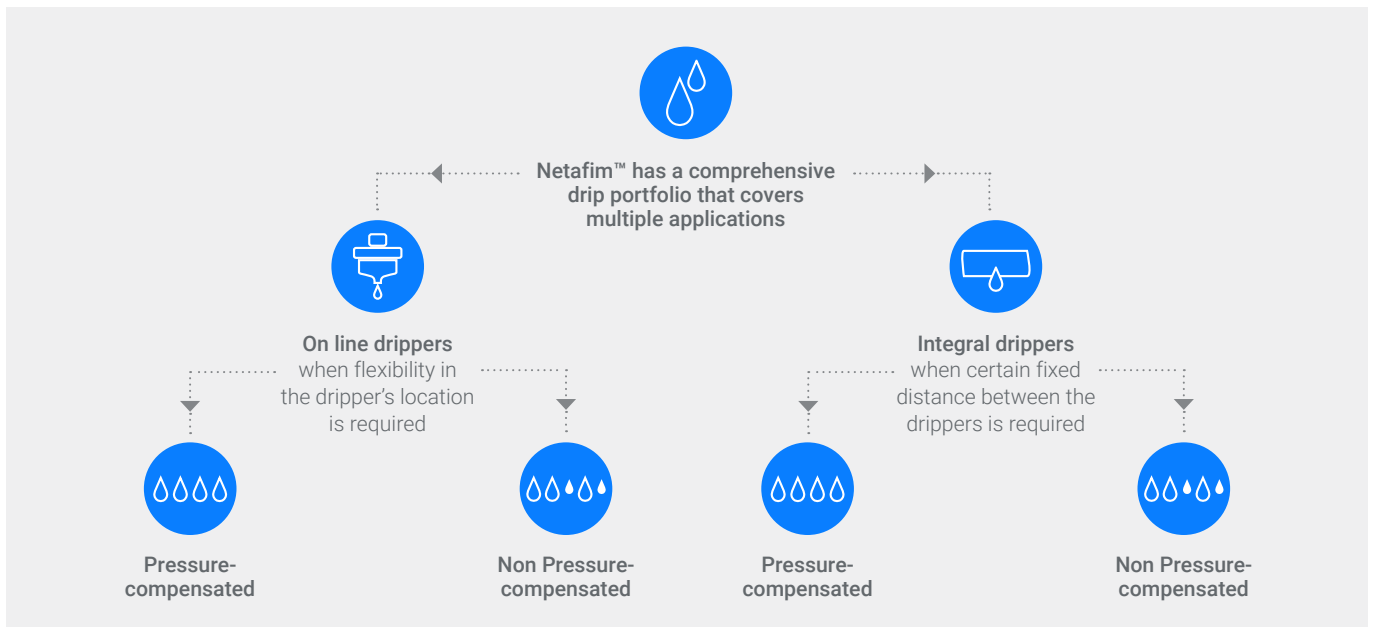 Netafim™ has a comprehensive
drip portfolio that covers
multiple applications
On line drippers
when flexibility in
the dripper's location
is required
Integral drippers
when certain fixed
distance between the
drippers is required
Pressure-
compensated
Non Pressure-
compensated
Pressure-
compensated
Non Pressure-
compensated